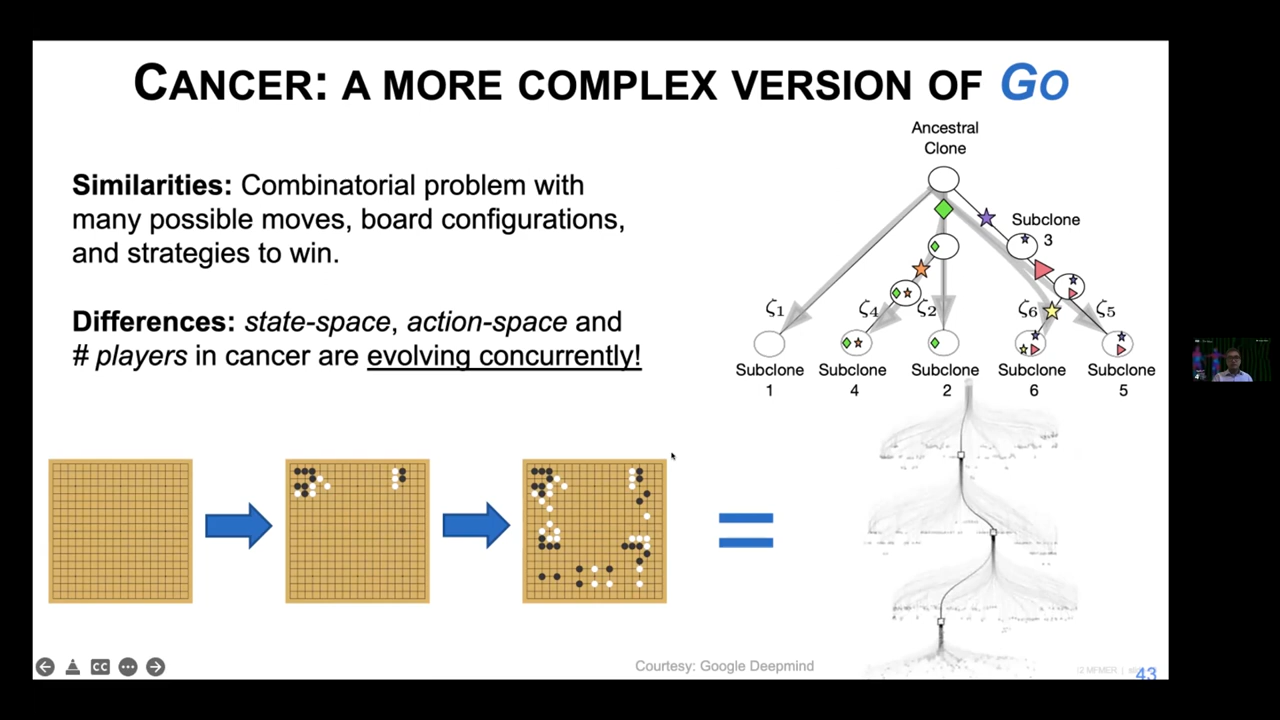 CANCER: A MORE COMPLEX VERSION OF GO
Similarities: Combinatorial problem with
many possible moves, board configurations,
and strategies to win.
Differences: state-space, action-space and
# players in cancer are evolving concurrently!
Ancestral
Clone
Subclone
3
ζ1
ζ4
ζ2
ζ6
ζ5
Subclone
1
Subclone
4
Subclone
2
Subclone
6
Subclone
5
CC
Courtesy: Google Deepmind
MFMER |
43